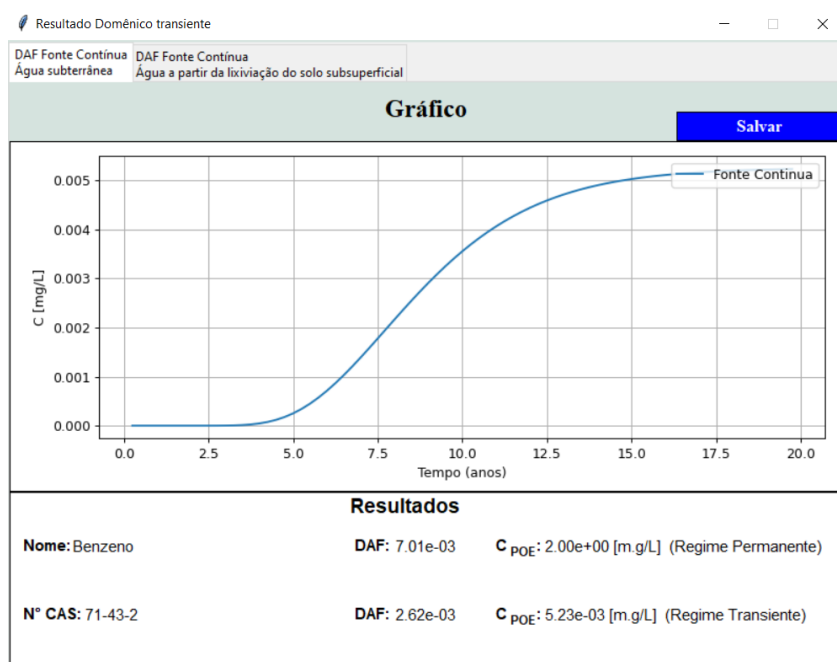 Resultado Domênico transiente
DAF Fonte Contínua
Água subterrânea
DAF Fonte Contínua
Água a partir da lixiviação do solo subsuperficial
Gráfico
Salvar
Fonte Continua
0.005
0.004
0.003
0.002
0.001
0.000
C [mg/L]
0.0 2.5 5.0 7.5 10.0 12.5 15.0 17.5 20.0
Tempo (anos)
Resultados
Nome: Benzeno DAF: 7.01e-03 C POE: 2.00e+00 [m.g/L] (Regime Permanente)
N° CAS: 71-43-2 DAF: 2.62e-03 C POE: 5.23e-03 [m.g/L] (Regime Transiente)